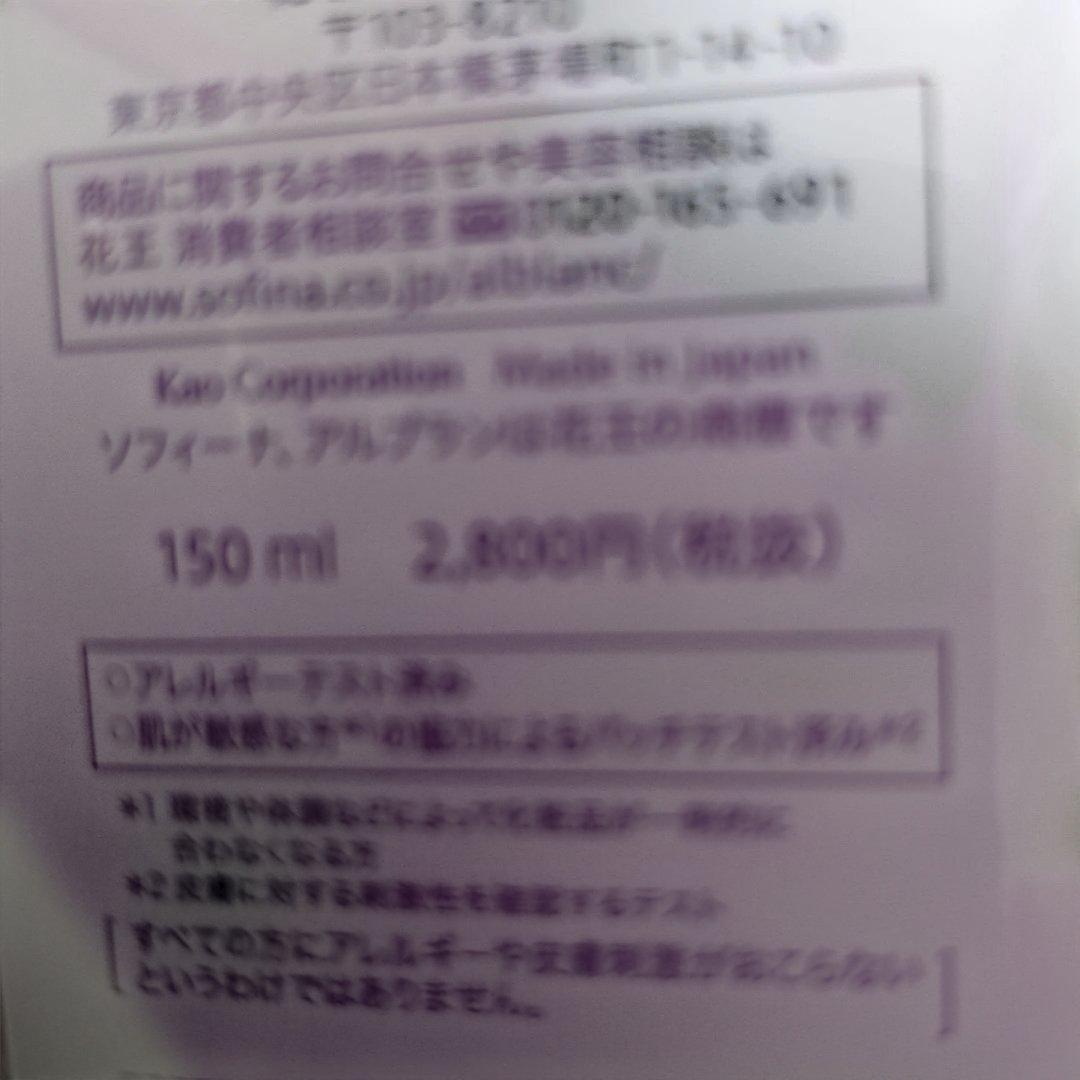 〒103-8210
東京都中央区日本橋茅場町1-14-10
商品に関するお問合せや美容相談は
花王 消費者相談室 0120-165-691
www.sofina.co.jp/alblanc/
Kao Corporation Made in Japan
ソフィーナ、アルブランは花王の商標です
150 ml 2,800円(税抜)
○アレルギーテスト済み
○肌が敏感な方*1の協力によるパッチテスト済み*2
*1 環境や体調などによって化粧品が一時的に
合わなくなる方
*2 皮膚に対する刺激性を確認するテスト
すべての方にアレルギーや皮膚刺激がおこらない
というわけではありません。